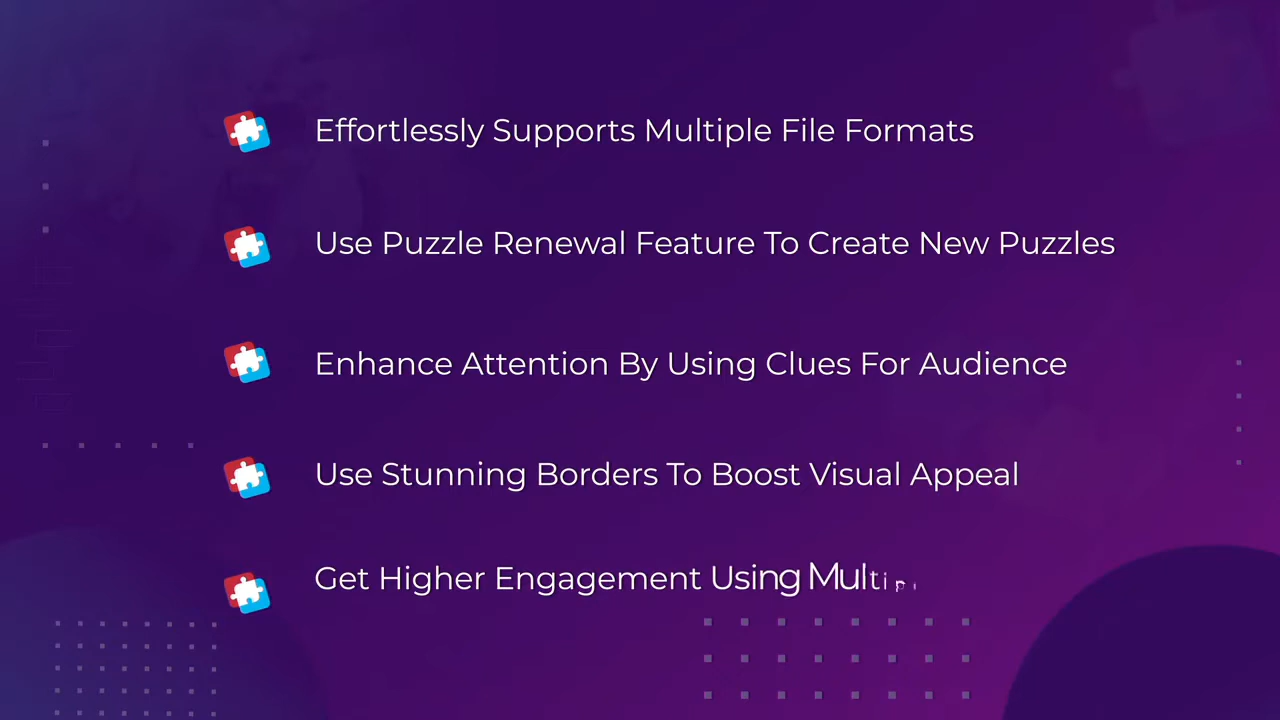 Effortlessly Supports Multiple File Formats
Use Puzzle Renewal Feature To Create New Puzzles
Enhance Attention By Using Clues For Audience
Use Stunning Borders To Boost Visual Appeal
Get Higher Engagement Using